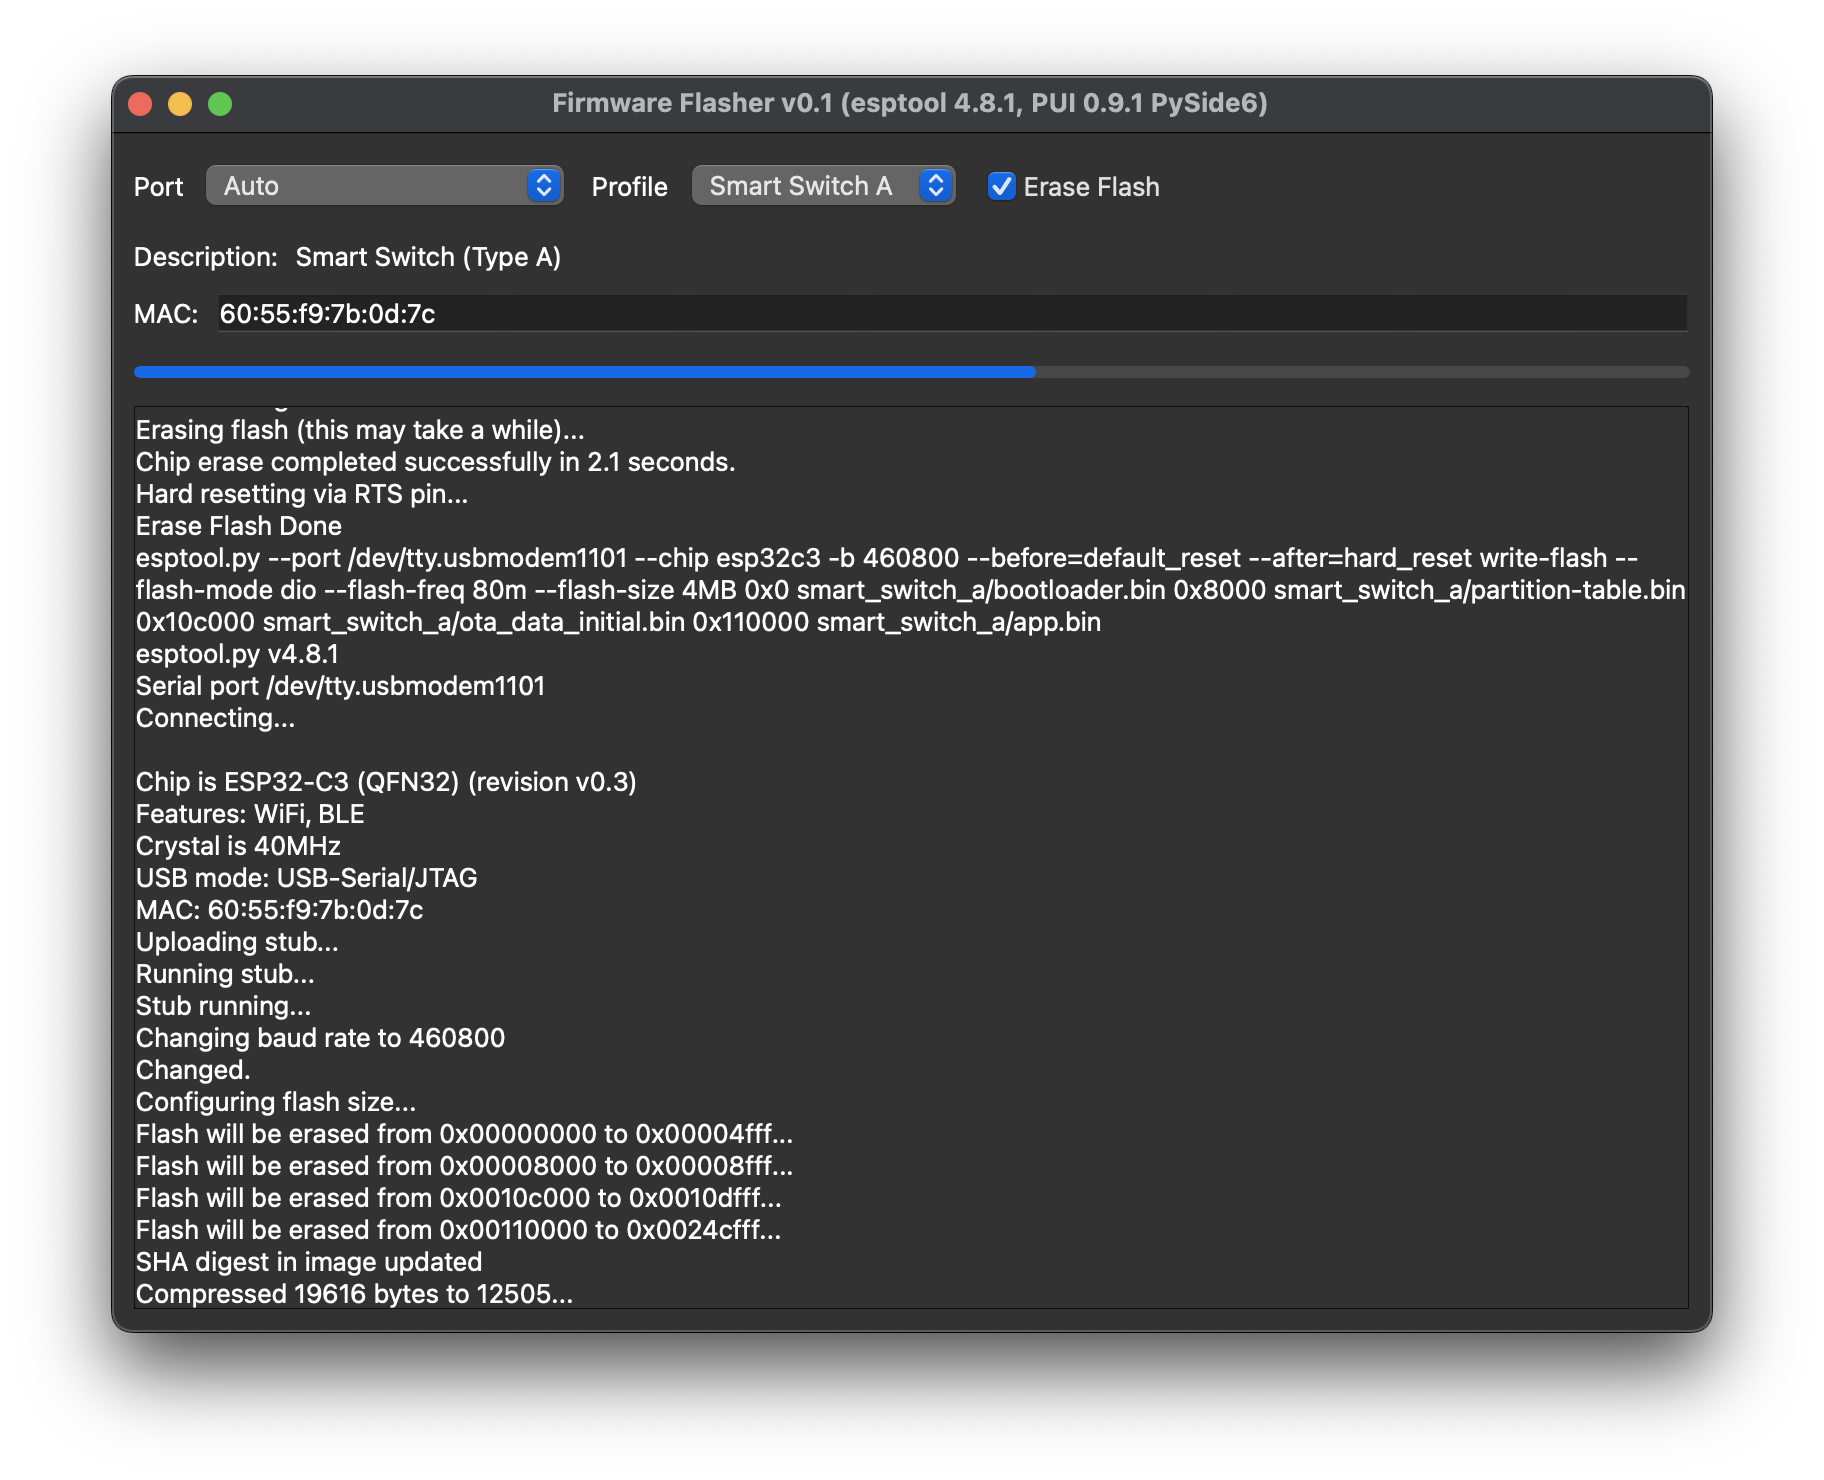 Firmware Flasher v0.1 (esptool 4.8.1, PUI 0.9.1 PySide6)
Port Auto Profile Smart Switch A Erase Flash
Description: Smart Switch (Type A)
MAC: 60:55:f9:7b:0d:7c
Erasing flash (this may take a while)...
Chip erase completed successfully in 2.1 seconds.
Hard resetting via RTS pin...
Erase Flash Done
esptool.py --port /dev/tty.usbmodem1101 --chip esp32c3 -b 460800 --before=default_reset --after=hard_reset write-flash --
flash-mode dio --flash-freq 80m --flash-size 4MB 0x0 smart_switch_a/bootloader.bin 0x8000 smart_switch_a/partition-table.bin
0x10c000 smart_switch_a/ota_data_initial.bin 0x110000 smart_switch_a/app.bin
esptool.py v4.8.1
Serial port /dev/tty.usbmodem1101
Connecting...
Chip is ESP32-C3 (QFN32) (revision v0.3)
Features: WiFi, BLE
Crystal is 40MHz
USB mode: USB-Serial/JTAG
MAC: 60:55:f9:7b:0d:7c
Uploading stub...
Running stub...
Stub running...
Changing baud rate to 460800
Changed.
Configuring flash size...
Flash will be erased from 0x00000000 to 0x00004fff...
Flash will be erased from 0x00008000 to 0x00008fff...
Flash will be erased from 0x0010c000 to 0x0010dfff...
Flash will be erased from 0x00110000 to 0x0024cfff...
SHA digest in image updated
Compressed 19616 bytes to 12505...